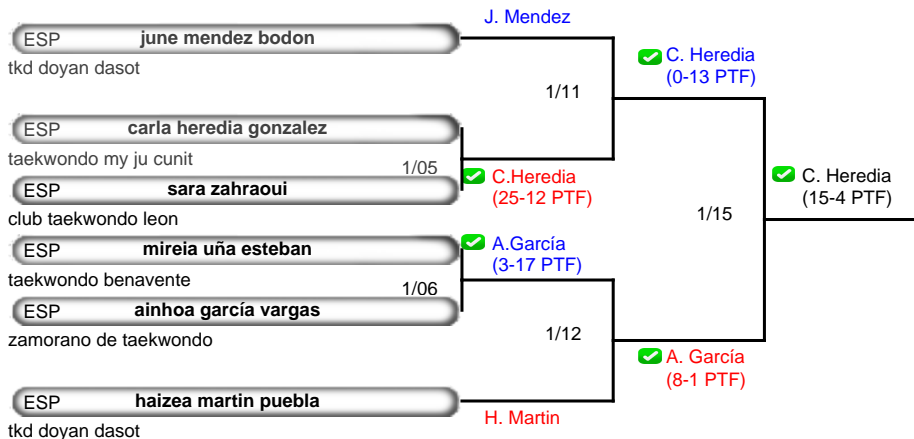 J. Mendez
ESP june mendez bodon
tkd doyan dasot
C. Heredia
(0-13 PTF)
1/11
ESP carla heredia gonzalez
taekwondo my ju cunit
1/05
C.Heredia
(25-12 PTF)
ESP sara zahraoui
club taekwondo leon
C. Heredia
(15-4 PTF)
1/15
ESP mireia uña esteban
taekwondo benavente
A.García
(3-17 PTF)
1/06
ESP ainhoa garcía vargas
zamorano de taekwondo
1/12
A. García
(8-1 PTF)
ESP haizea martin puebla
tkd doyan dasot
H. Martin